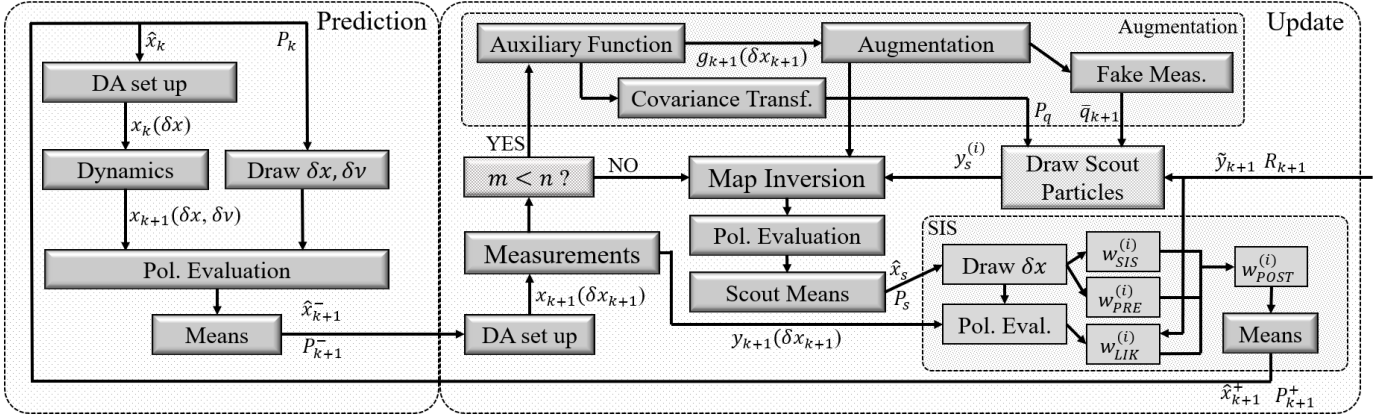 Prediction
x̂_k
P_k
DA set up
x_k(δx)
Dynamics
Draw δx, δν
x_{k+1}(δx, δν)
Pol. Evaluation
x̂⁻_{k+1}
Means
P⁻_{k+1}
Update
Augmentation
Auxiliary Function
g_{k+1}(δx_{k+1})
Augmentation
Fake Meas.
Covariance Transf.
P_q
q̄_{k+1}
YES
m < n ?
NO
Map Inversion
y_s^{(i)}
Draw Scout
Particles
ỹ_{k+1} R_{k+1}
Measurements
Pol. Evaluation
x_{k+1}(δx_{k+1})
Scout Means
x̂_s
P_s
DA set up
y_{k+1}(δx_{k+1})
SIS
Draw δx
w_{SIS}^{(i)}
w_{POST}^{(i)}
w_{PRE}^{(i)}
Pol. Eval.
w_{LIK}^{(i)}
Means
x̂⁺_{k+1} P⁺_{k+1}